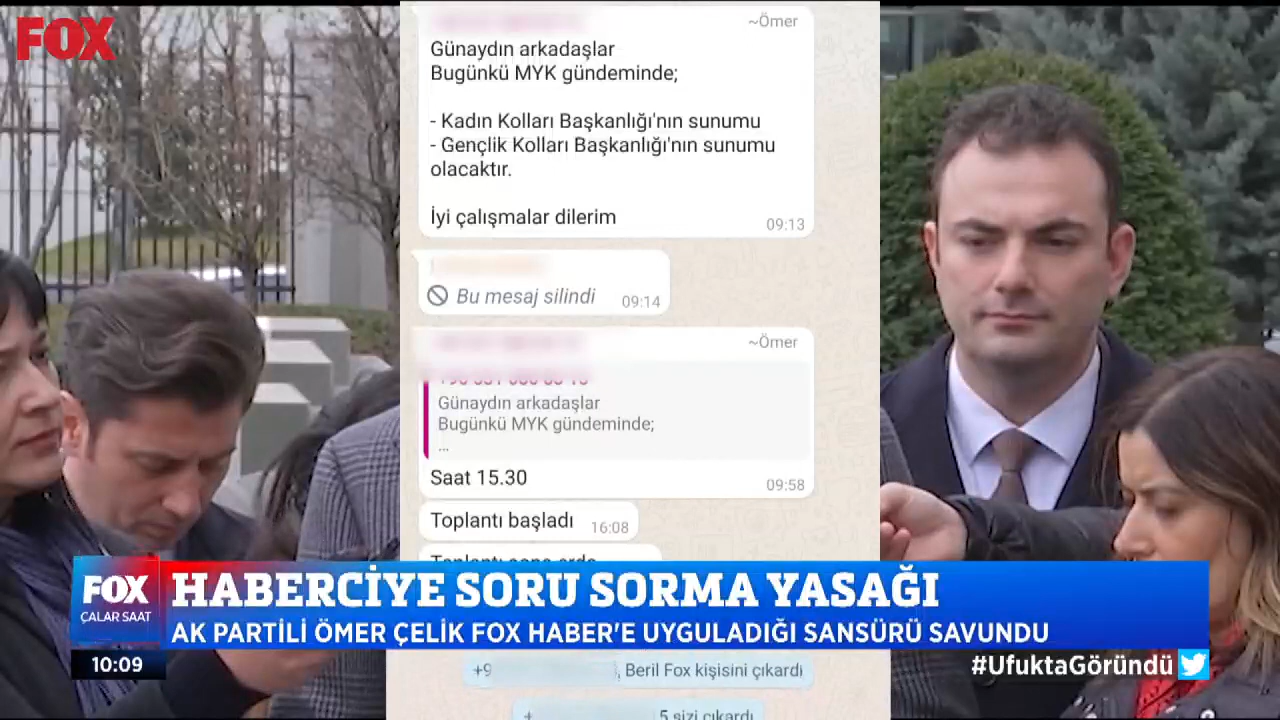 FOX
~Ömer
Günaydın arkadaşlar
Bugünkü MYK gündeminde;
- Kadın Kolları Başkanlığı'nın sunumu
- Gençlik Kolları Başkanlığı'nın sunumu
olacaktır.
İyi çalışmalar dilerim
09:13
Bu mesaj silindi
09:14
~Ömer
Günaydın arkadaşlar
Bugünkü MYK gündeminde;
...
Saat 15.30
09:58
Toplantı başladı
16:08
FOX
ÇALAR SAAT
HABERCİYE SORU SORMA YASAĞI
AK PARTİLİ ÖMER ÇELİK FOX HABER'E UYGULADIĞI SANSÜRÜ SAVUNDU
10:09
#UfuktaGöründü
+9 , Beril Fox kişisini çıkardı
5 sizi çıkardı